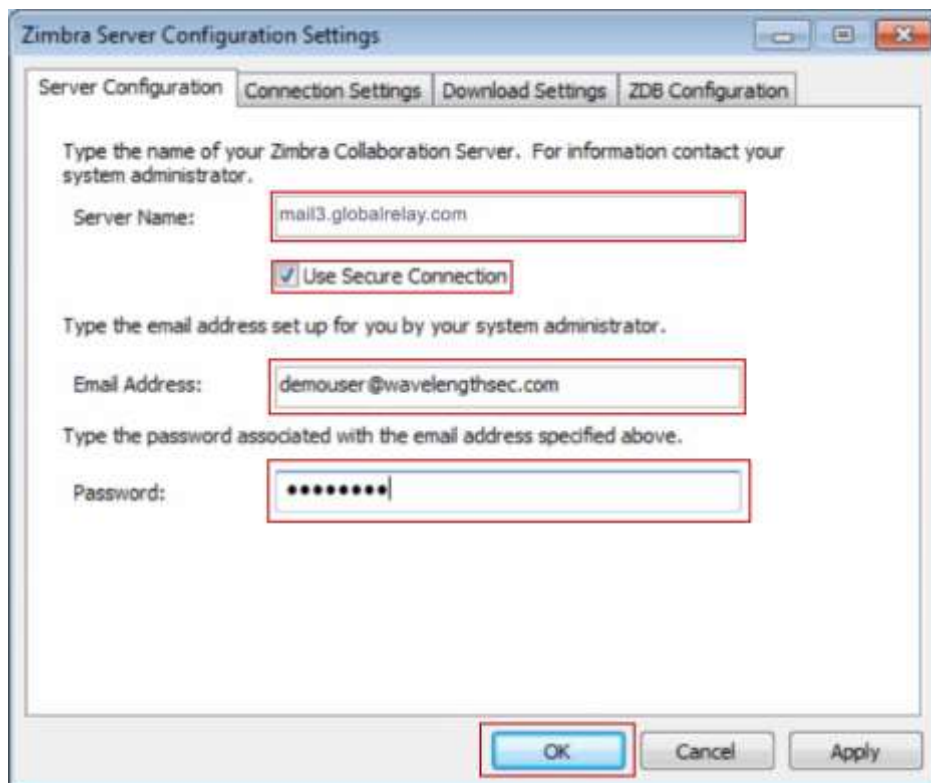 Zimbra Server Configuration Settings
Server Configuration Connection Settings Download Settings ZDB Configuration
Type the name of your Zimbra Collaboration Server. For information contact your
system administrator.
Server Name: mail3.globalrelay.com
Use Secure Connection
Type the email address set up for you by your system administrator.
Email Address: demouser@wavelengthsec.com
Type the password associated with the email address specified above.
Password: ••••••••
OK Cancel Apply